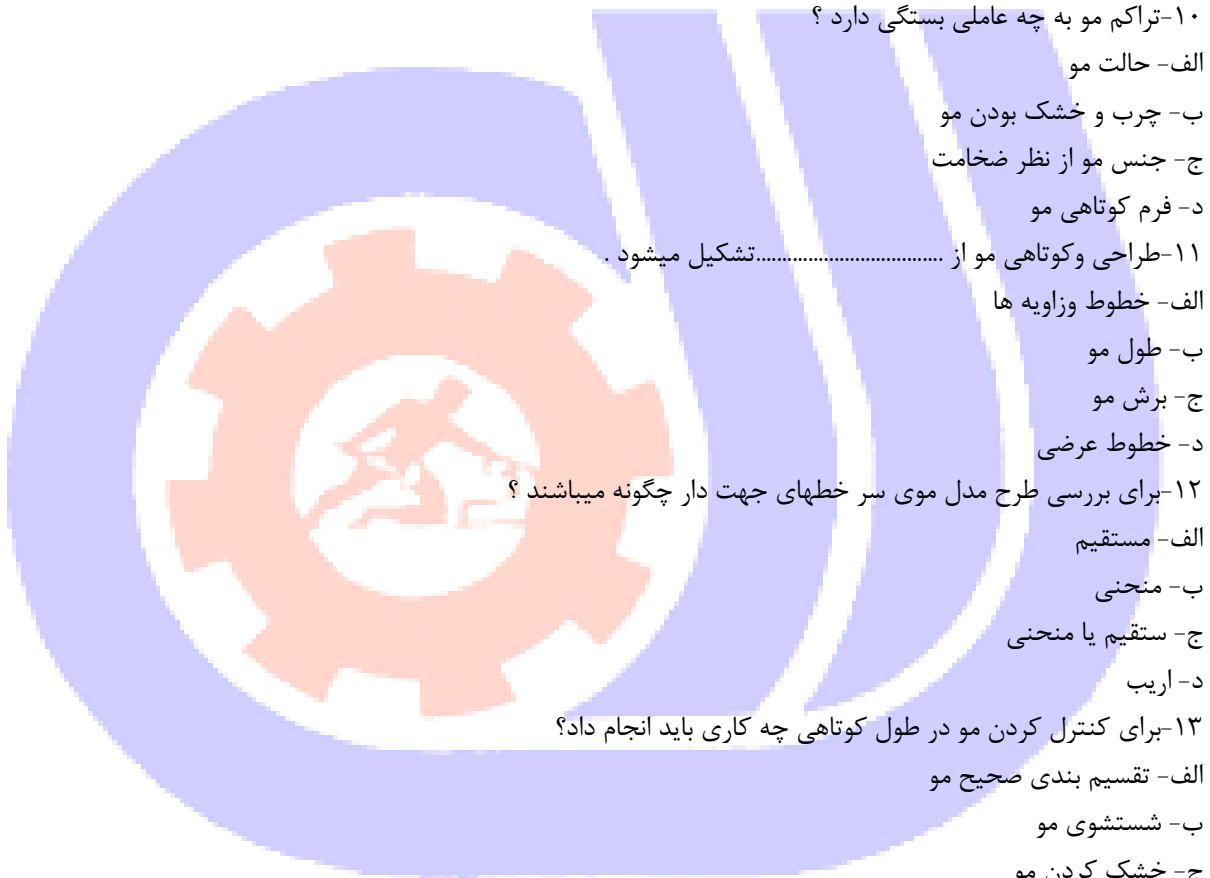 ۱۰-تراکم مو به چه عاملی بستگی دارد ؟
الف- حالت مو
ب- چرب و خشک بودن مو
ج- جنس مو از نظر ضخامت
د- فرم کوتاهی مو
۱۱-طراحی وکوتاهی مو از ....................................تشکیل میشود .
الف- خطوط وزاویه ها
ب- طول مو
ج- برش مو
د- خطوط عرضی
۱۲-برای بررسی طرح مدل موی سر خطهای جهت دار چگونه میباشند ؟
الف- مستقیم
ب- منحنی
ج- ستقیم یا منحنی
د- اریب
۱۳-برای کنترل کردن مو در طول کوتاهی چه کاری باید انجام داد؟
الف- تقسیم بندی صحیح مو
ب- شستشوی مو
ج- خشک کردن مو